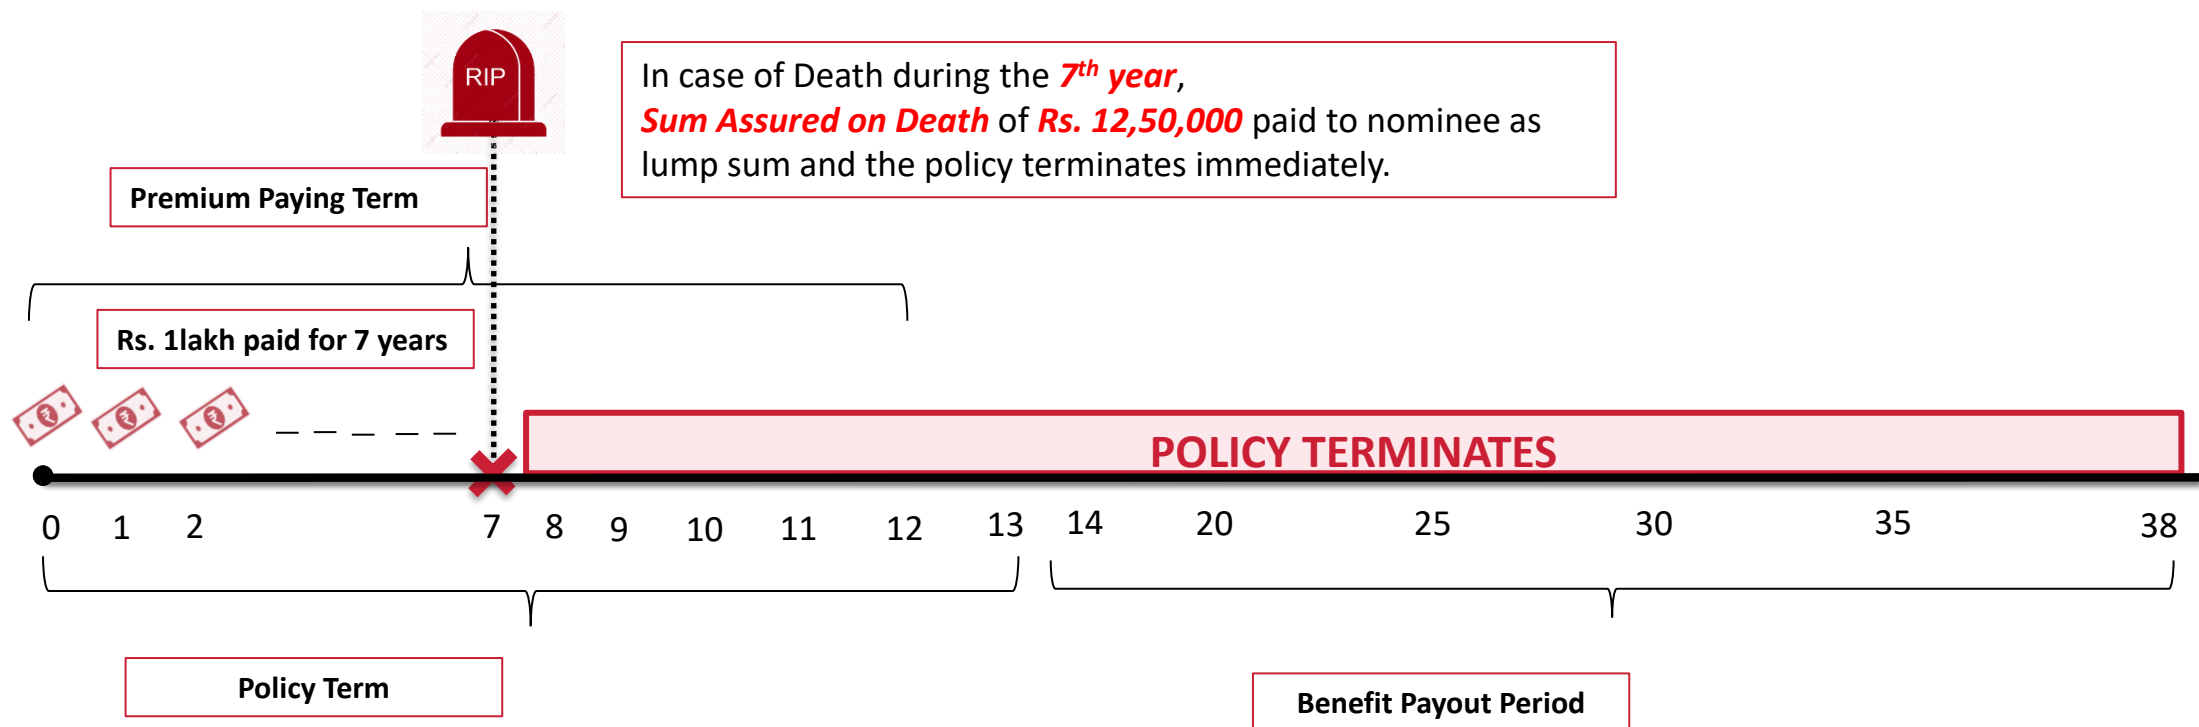 RIP
In case of Death during the 7th year,
Sum Assured on Death of Rs. 12,50,000 paid to nominee as
lump sum and the policy terminates immediately.
Premium Paying Term
Rs. 1lakh paid for 7 years
POLICY TERMINATES
0 1 2 7 8 9 10 11 12 13 14 20 25 30 35 38
Policy Term
Benefit Payout Period